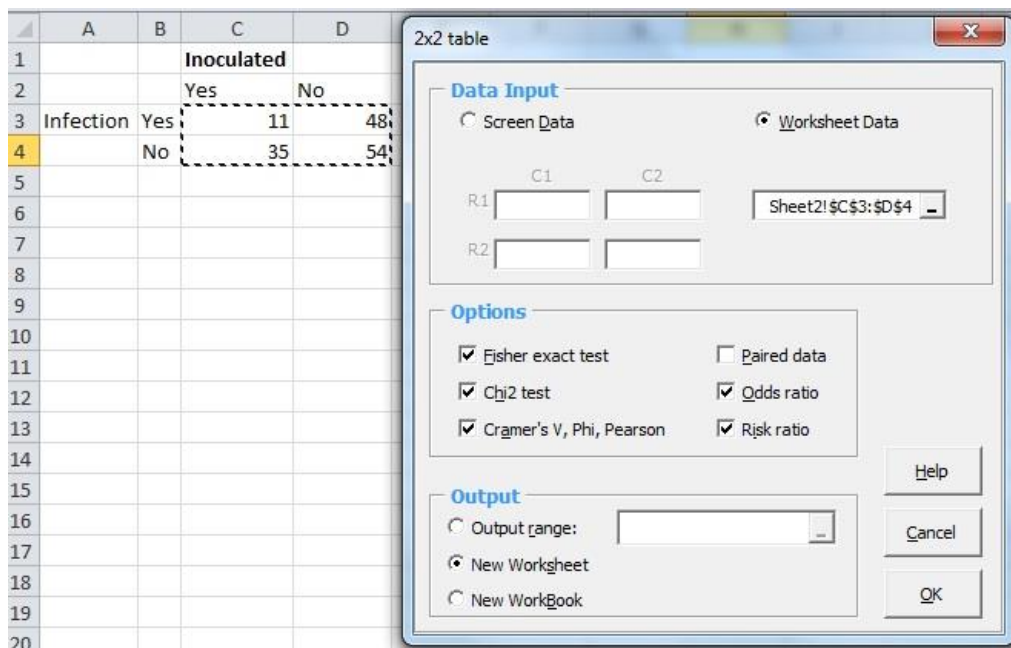 A B C D
1 Inoculated
2 Yes No
3 Infection Yes 11 48
4 No 35 54
5
6
7
8
9
10
11
12
13
14
15
16
17
18
19
20
2x2 table
Data Input
Screen Data Worksheet Data
C1 C2
R1 Sheet2!$C$3:$D$4
R2
Options
Fisher exact test Paired data
Chi2 test Odds ratio
Cramer's V, Phi, Pearson Risk ratio
Help
Output
Output range:
Cancel
New Worksheet
New WorkBook
OK